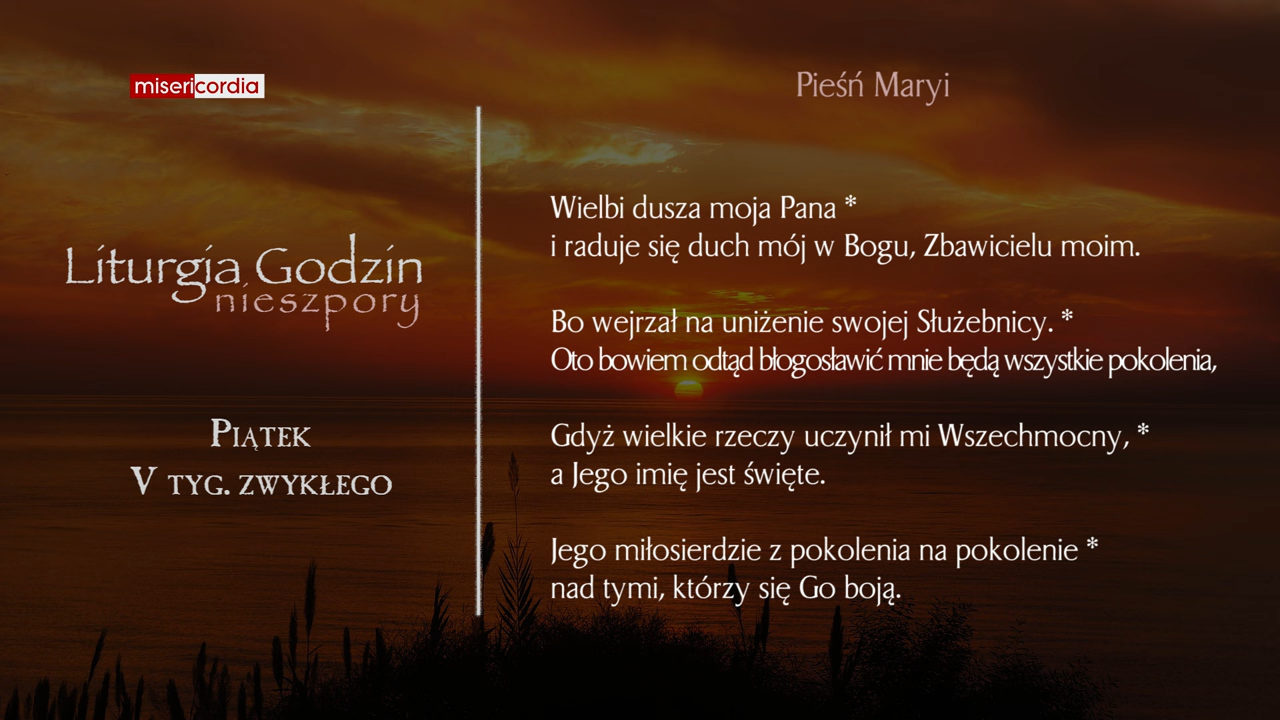 misericordia
Liturgia Godzin
nieszpory
Piątek
V tyg. zwykłego
Pieśń Maryi
Wielbi dusza moja Pana *
i raduje się duch mój w Bogu, Zbawicielu moim.
Bo wejrzał na uniżenie swojej Służebnicy. *
Oto bowiem odtąd błogosławić mnie będą wszystkie pokolenia,
Gdyż wielkie rzeczy uczynił mi Wszechmocny, *
a Jego imię jest święte.
Jego miłosierdzie z pokolenia na pokolenie *
nad tymi, którzy się Go boją.